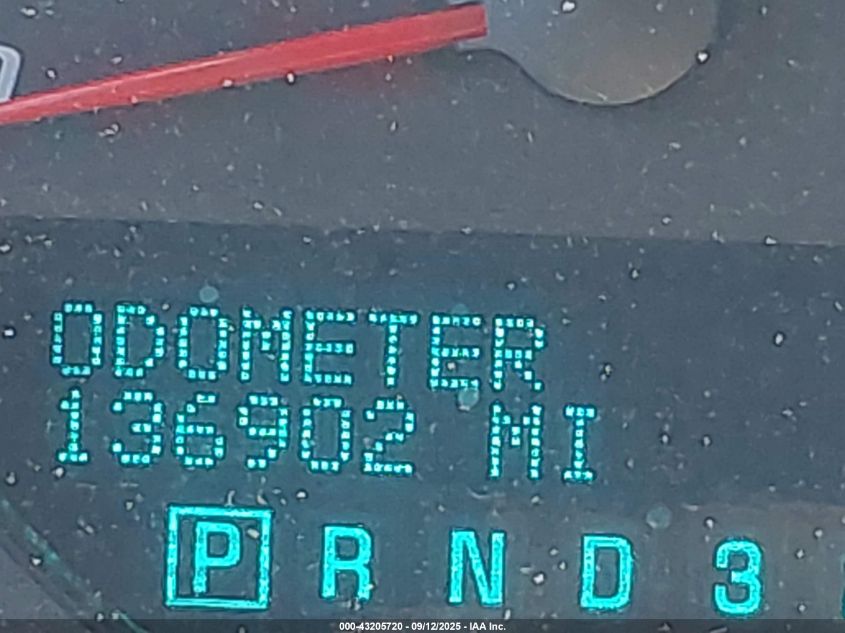 ODOMETER
136902 MI
P R N D 3
000-43205720 - 09/12/2025 - IAA Inc.